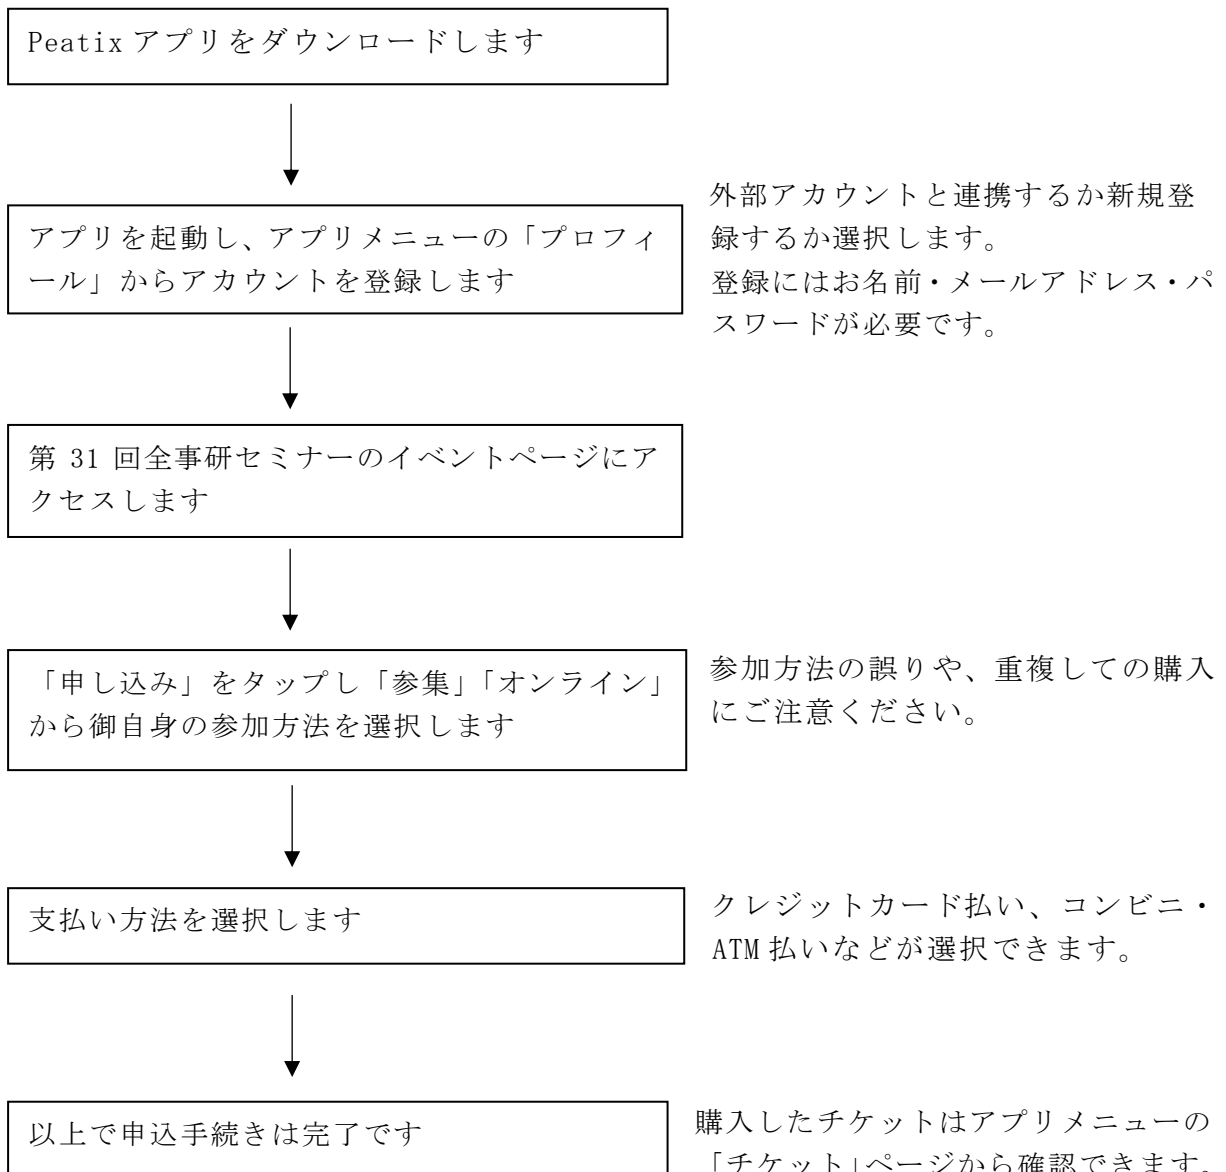 Peatix アプリをダウンロードします
外部アカウントと連携するか新規登
録するか選択します。
登録にはお名前・メールアドレス・パ
スワードが必要です。
アプリを起動し、アプリメニューの「プロフィ
ール」からアカウントを登録します
第 31 回全事研セミナーのイベントページにア
クセスします
「申し込み」をタップし「参集」「オンライン」
から御自身の参加方法を選択します
参加方法の誤りや、重複しての購入
にご注意ください。
支払い方法を選択します
クレジットカード払い、コンビニ・
ATM 払いなどが選択できます。
以上で申込手続きは完了です
購入したチケットはアプリメニューの
「チケット」ページから確認できます。